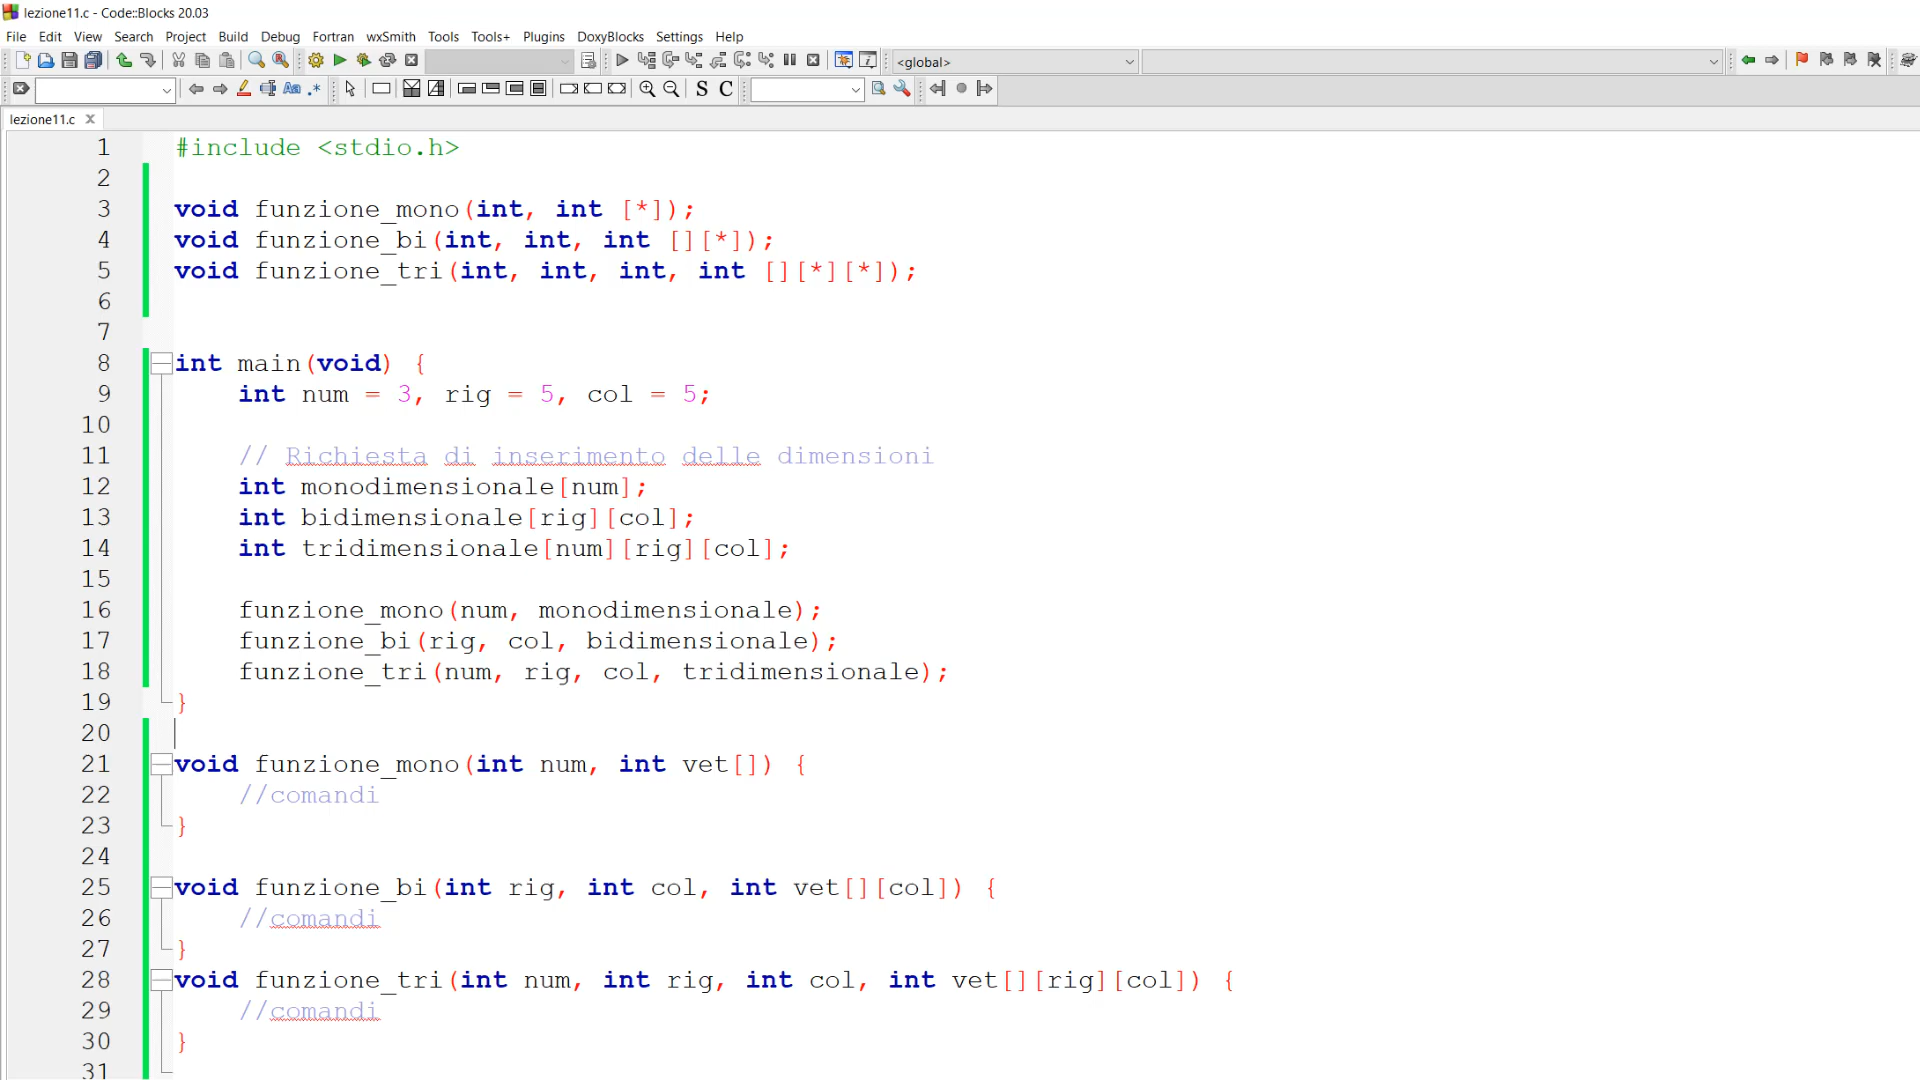 lezione11.c - Code::Blocks 20.03
File Edit View Search Project Build Debug Fortran wxSmith Tools Tools+ Plugins DoxyBlocks Settings Help
<global>
Aa .* S C
lezione11.c
1 #include <stdio.h>
2
3 void funzione_mono(int, int [*]);
4 void funzione_bi(int, int, int [][*]);
5 void funzione_tri(int, int, int, int [][*][*]);
6
7
8 int main(void) {
9 int num = 3, rig = 5, col = 5;
10
11 // Richiesta di inserimento delle dimensioni
12 int monodimensionale[num];
13 int bidimensionale[rig][col];
14 int tridimensionale[num][rig][col];
15
16 funzione_mono(num, monodimensionale);
17 funzione_bi(rig, col, bidimensionale);
18 funzione_tri(num, rig, col, tridimensionale);
19 }
20
21 void funzione_mono(int num, int vet[]) {
22 //comandi
23 }
24
25 void funzione_bi(int rig, int col, int vet[][col]) {
26 //comandi
27 }
28 void funzione_tri(int num, int rig, int col, int vet[][rig][col]) {
29 //comandi
30 }
31